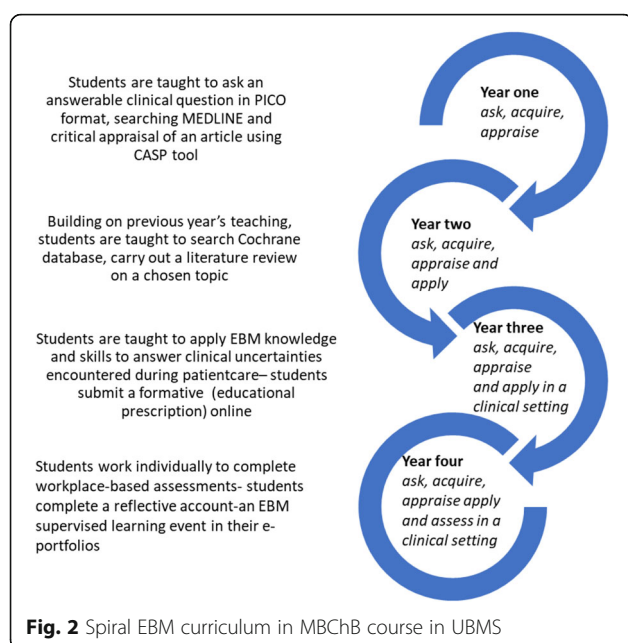 Students are taught to ask an
answerable clinical question in PICO
format, searching MEDLINE and
critical appraisal of an article using
CASP tool
Year one
ask, acquire,
appraise
Building on previous year's teaching,
students are taught to search Cochrane
database, carry out a literature review
on a chosen topic
Year two
ask, acquire,
appraise and
apply
Students are taught to apply EBM knowledge
and skills to answer clinical uncertainties
encountered during patientcare– students
submit a formative (educational
prescription) online
Year three
ask, acquire,
appraise
and apply in a
clinical setting
Students work individually to complete
workplace-based assessments- students
complete a reflective account-an EBM
supervised learning event in their e-
portfolios
Year four
ask, acquire,
appraise apply
and assess in a
clinical setting
Fig. 2 Spiral EBM curriculum in MBChB course in UBMS